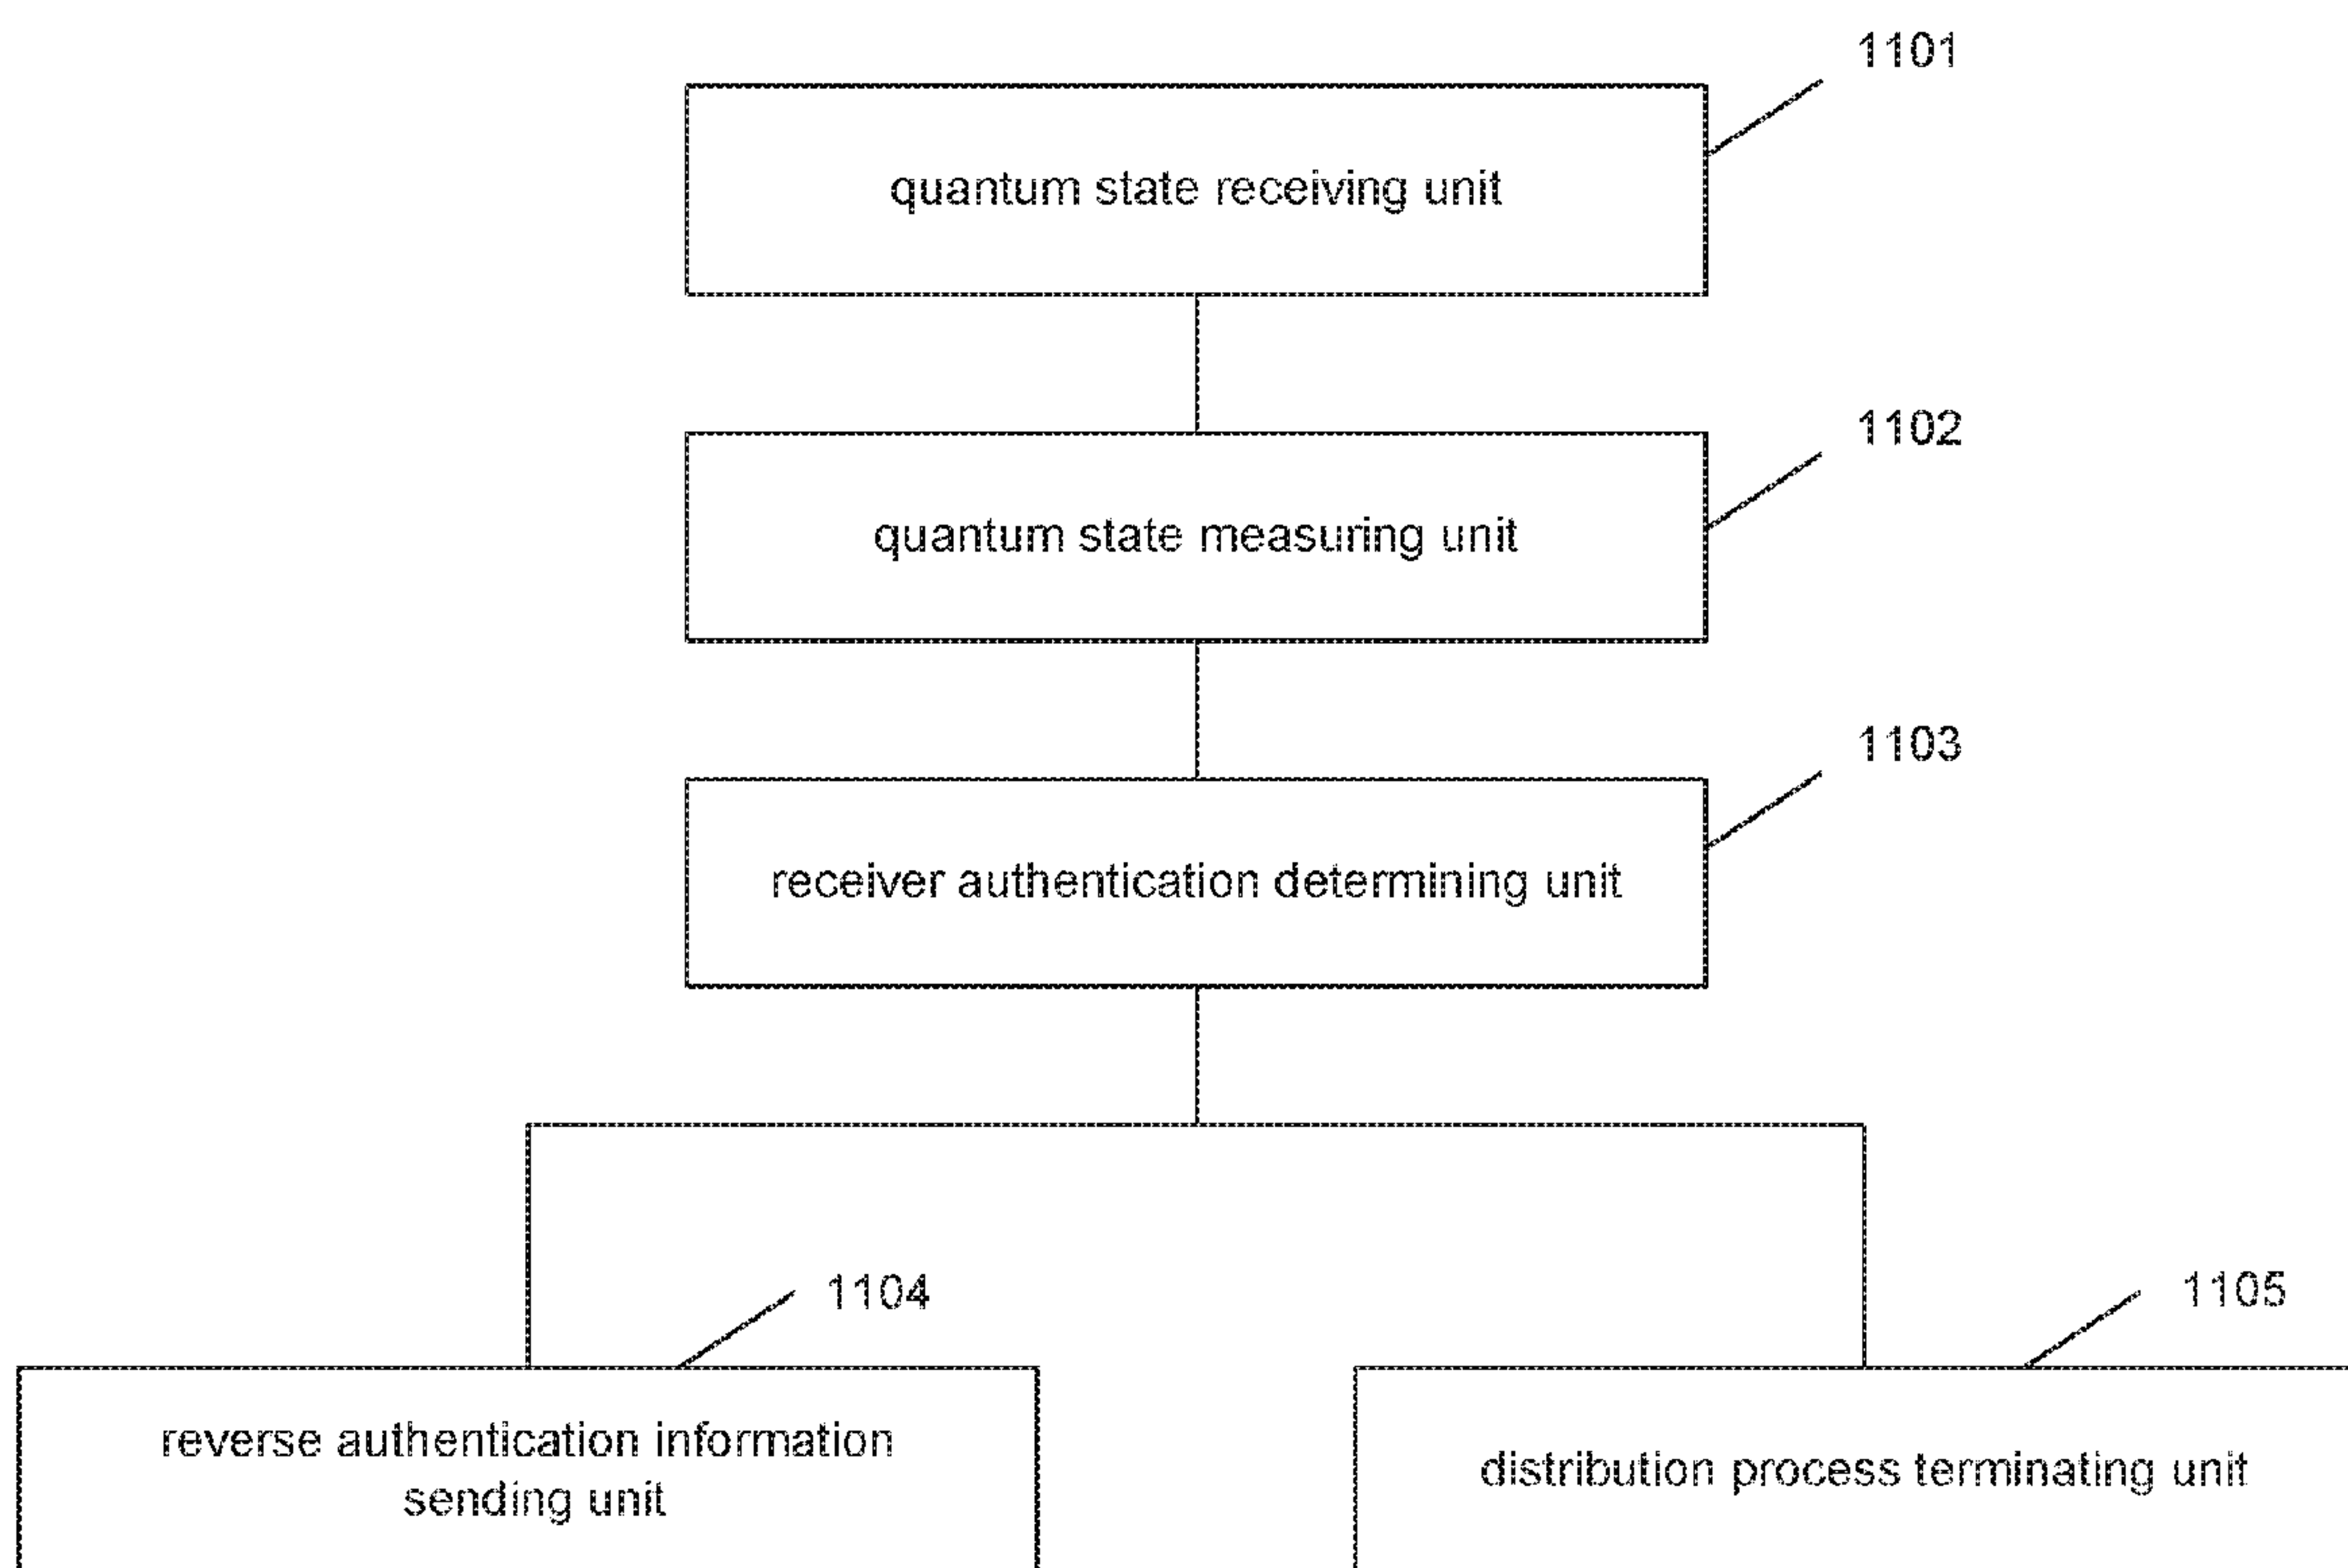 1101
quantum state receiving unit
1102
quantum state measuring unit
1103
receiver authentication determining unit
1104
1105
reverse authentication information
sending unit
distribution process terminating unit